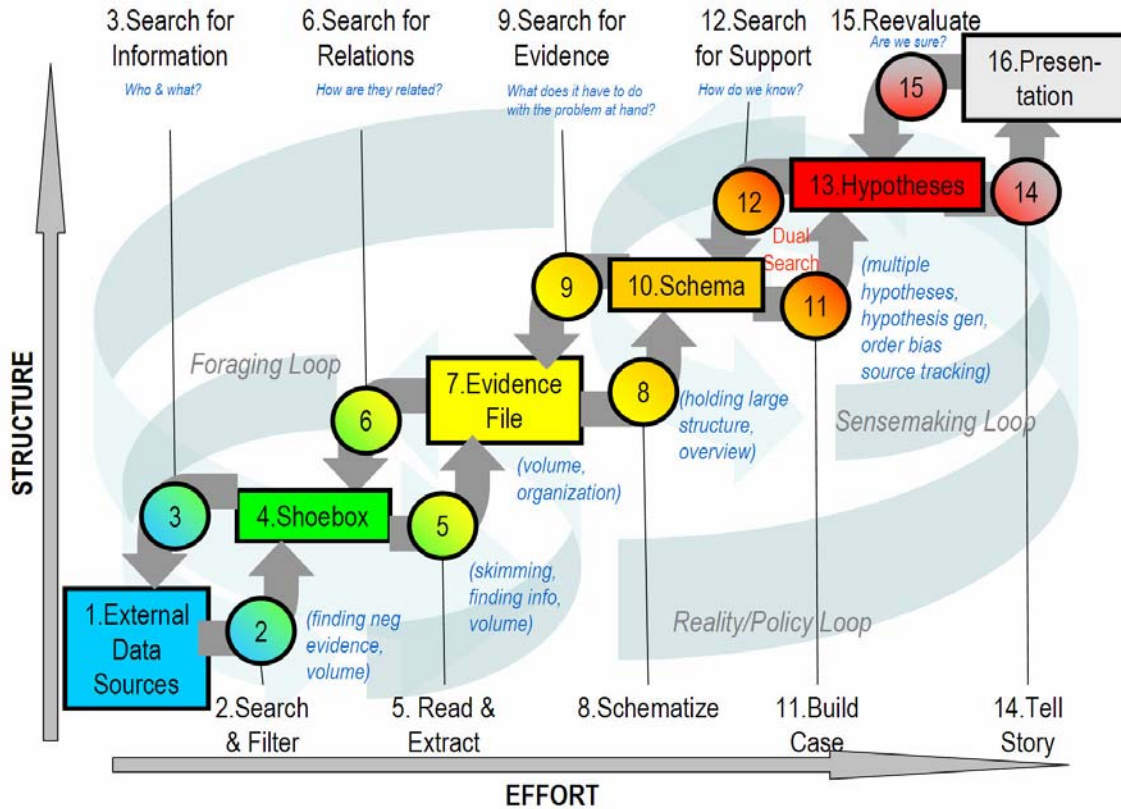 3.Search for
Information
Who & what?
6.Search for
Relations
How are they related?
9.Search for
Evidence
What does it have to do
with the problem at hand?
12.Search
for Support
How do we know?
15.Reevaluate
Are we sure?
15
16.Presen-
tation
STRUCTURE
12
13.Hypotheses
14
Dual
Search
9
10.Schema
11
(multiple
hypotheses,
hypothesis gen,
order bias
source tracking)
Foraging Loop
6
7.Evidence
File
8
(holding large
structure,
overview)
Sensemaking Loop
(volume,
organization)
3
4.Shoebox
5
(skimming,
finding info,
volume)
1.External
Data
Sources
2
(finding neg
evidence,
volume)
Reality/Policy Loop
2.Search
& Filter
5. Read &
Extract
8.Schematize
11.Build
Case
14.Tell
Story
EFFORT